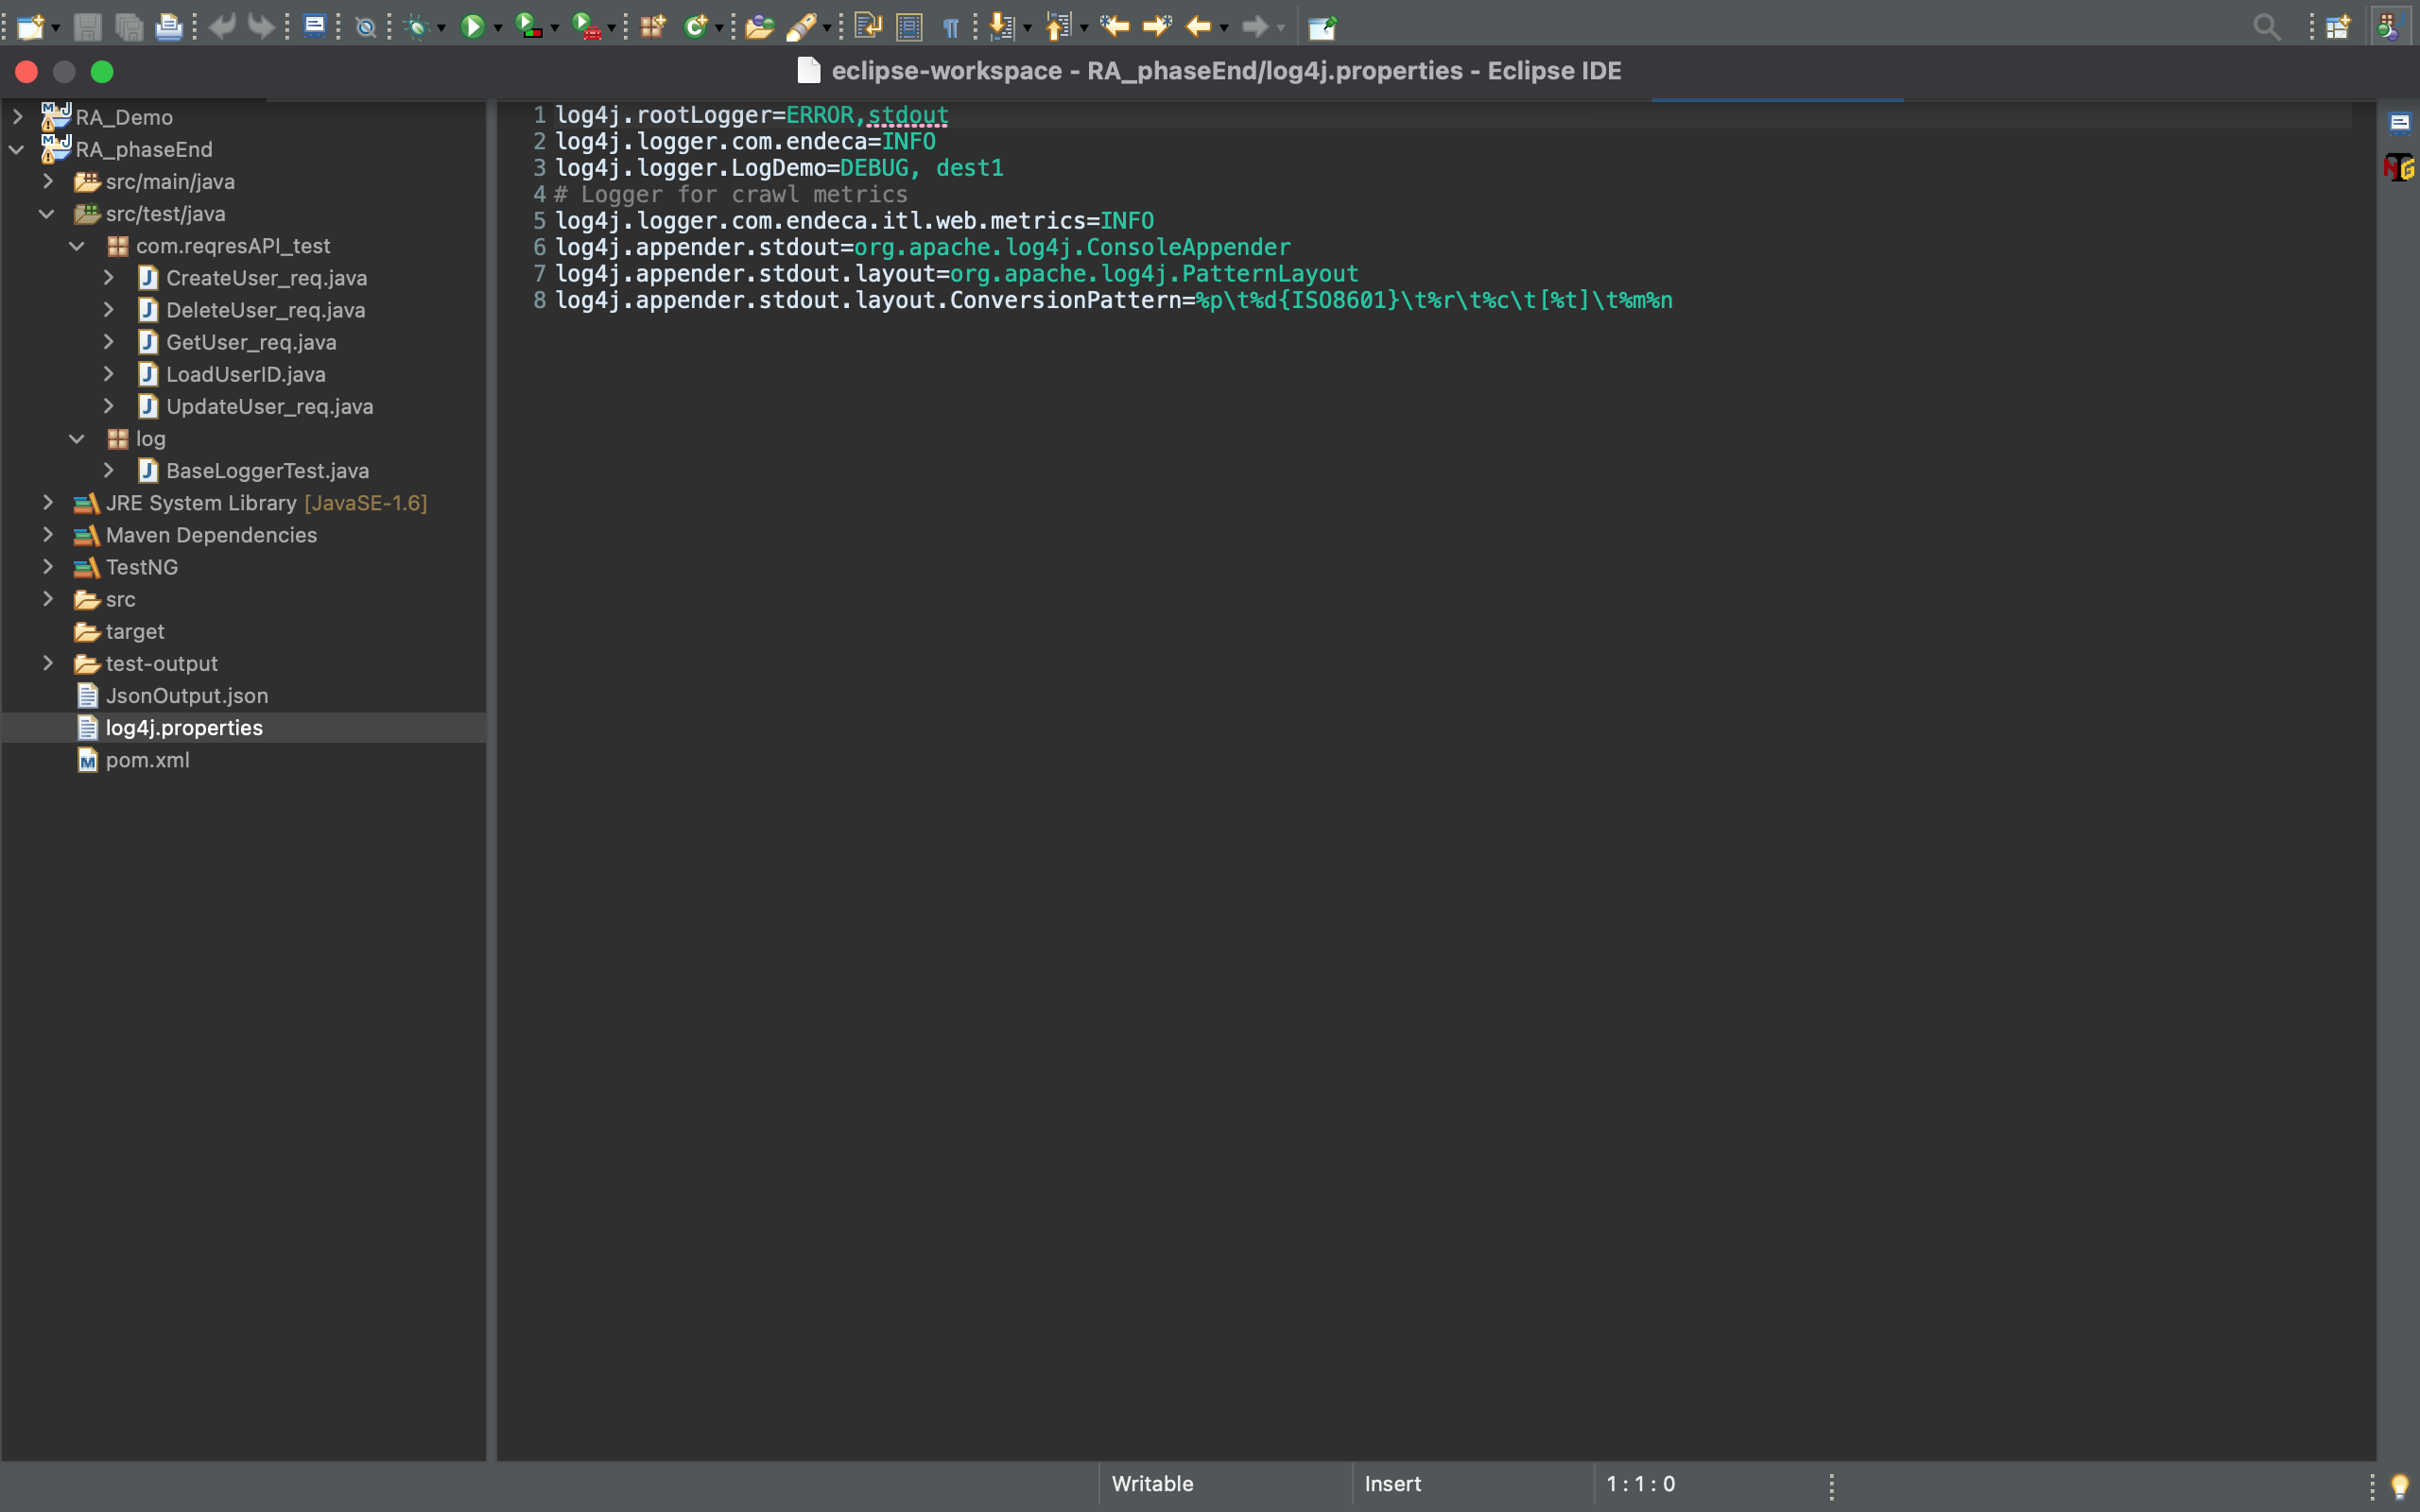 eclipse-workspace - RA_phaseEnd/log4j.properties - Eclipse IDE
RA_Demo
RA_phaseEnd
src/main/java
src/test/java
com.reqresAPI_test
CreateUser_req.java
DeleteUser_req.java
GetUser_req.java
LoadUserID.java
UpdateUser_req.java
log
BaseLoggerTest.java
JRE System Library [JavaSE-1.6]
Maven Dependencies
TestNG
src
target
test-output
JsonOutput.json
log4j.properties
pom.xml
1 log4j.rootLogger=ERROR,stdout
2 log4j.logger.com.endeca=INFO
3 log4j.logger.LogDemo=DEBUG, dest1
4 # Logger for crawl metrics
5 log4j.logger.com.endeca.itl.web.metrics=INFO
6 log4j.appender.stdout=org.apache.log4j.ConsoleAppender
7 log4j.appender.stdout.layout=org.apache.log4j.PatternLayout
8 log4j.appender.stdout.layout.ConversionPattern=%p\t%d{ISO8601}\t%r\t%c\t[%t]\t%m%n
Writable
Insert
1 : 1 : 0